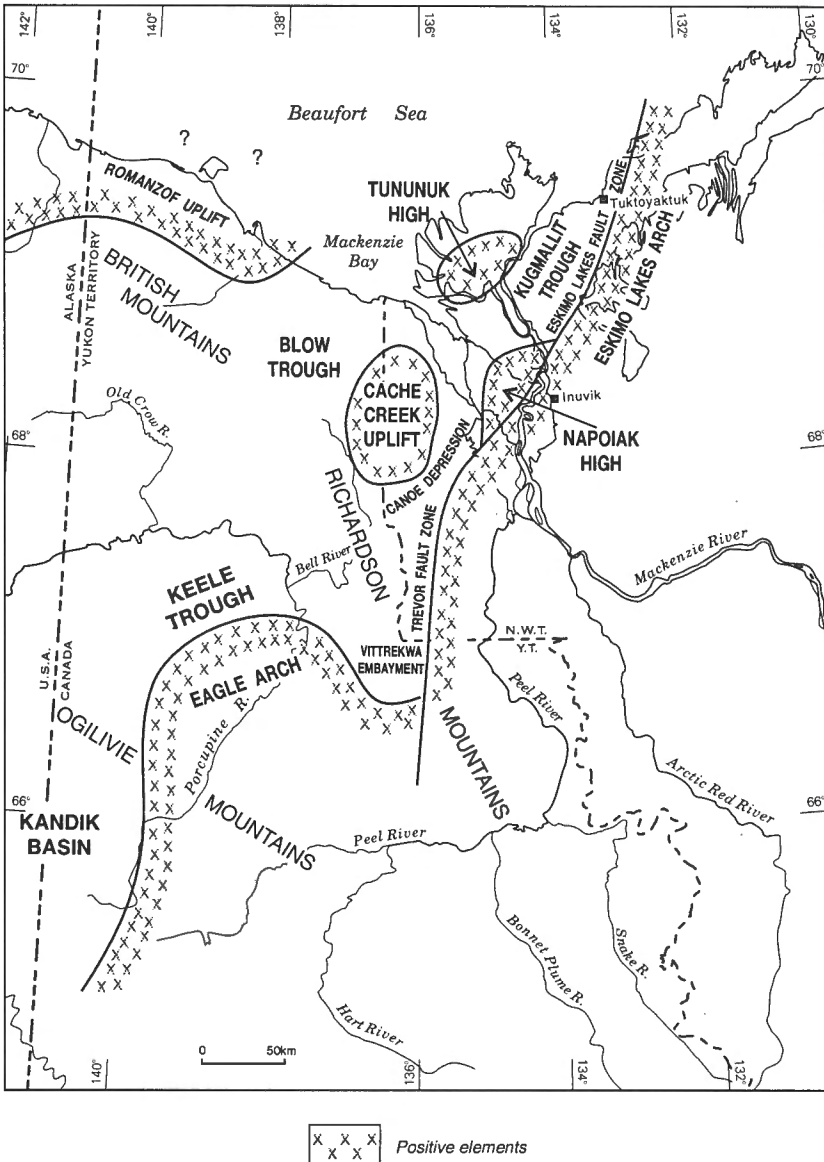 142°
140°
138°
139°
134°
132°
130°
70°
70°
Beaufort Sea
?
?
ROMANZOF UPLIFT
TUNUNUK
HIGH
Mackenzie
Bay
KUGMALLIT
TROUGH
ESKIMO LAKES FAULT ZONE
Tuktoyaktuk
ESKIMO LAKES ARCH
ALASKA
YUKON TERRITORY
BRITISH
MOUNTAINS
BLOW
TROUGH
CACHE
CREEK
UPLIFT
Inuvik
NAPOIAK
HIGH
Old Crow R.
68°
68°
CANOE DEPRESSION
RICHARDSON
TREVOR FAULT ZONE
Bell River
Mackenzie River
KEELE
TROUGH
N.W.T.
Y.T.
VITTREKWA
EMBAYMENT
EAGLE ARCH
U.S.A.
CANADA
OGILIVIE
Porcupine R.
Peel River
MOUNTAINS
Arctic Red River
66°
66°
KANDIK
BASIN
MOUNTAINS
Peel River
Bonnet Plume R.
Snake R.
Hart River
0 50km
140°
139°
134°
132°
Positive elements